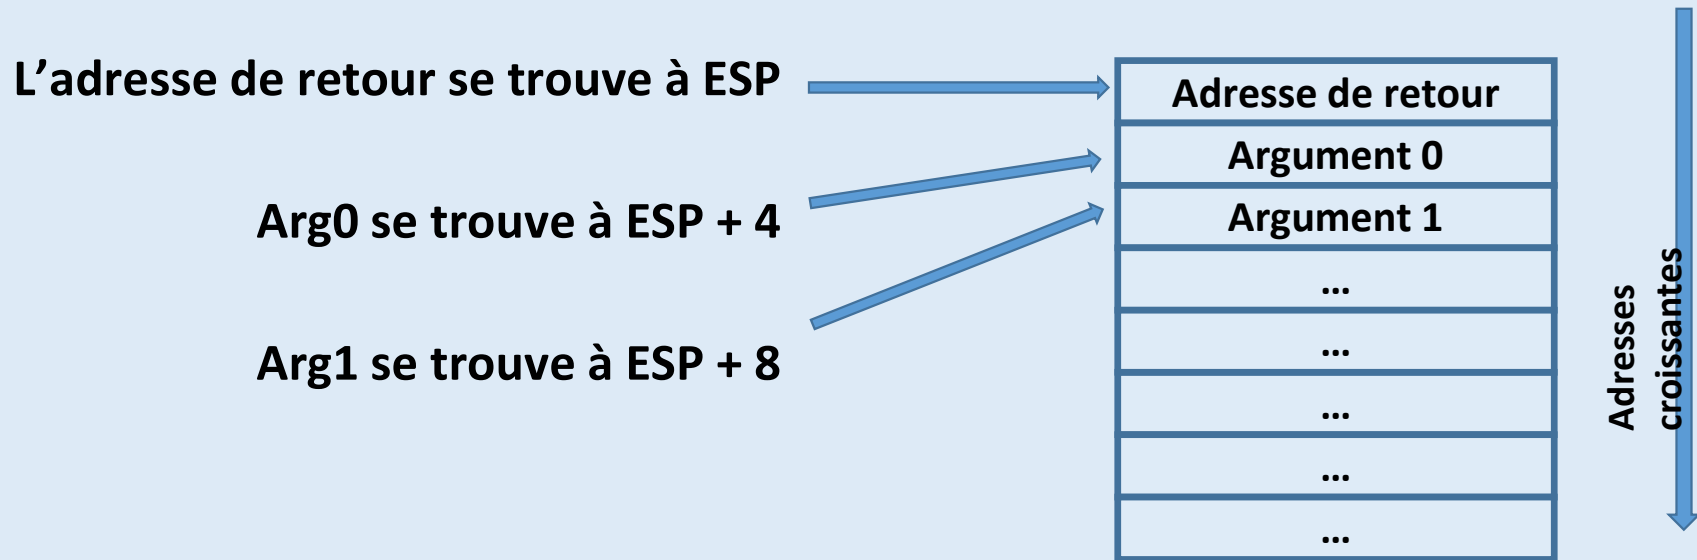 L’adresse de retour se trouve à ESP
Arg0 se trouve à ESP + 4
Arg1 se trouve à ESP + 8
Adresse de retour
Argument 0
Argument 1
...
...
...
...
...
Adresses
croissantes